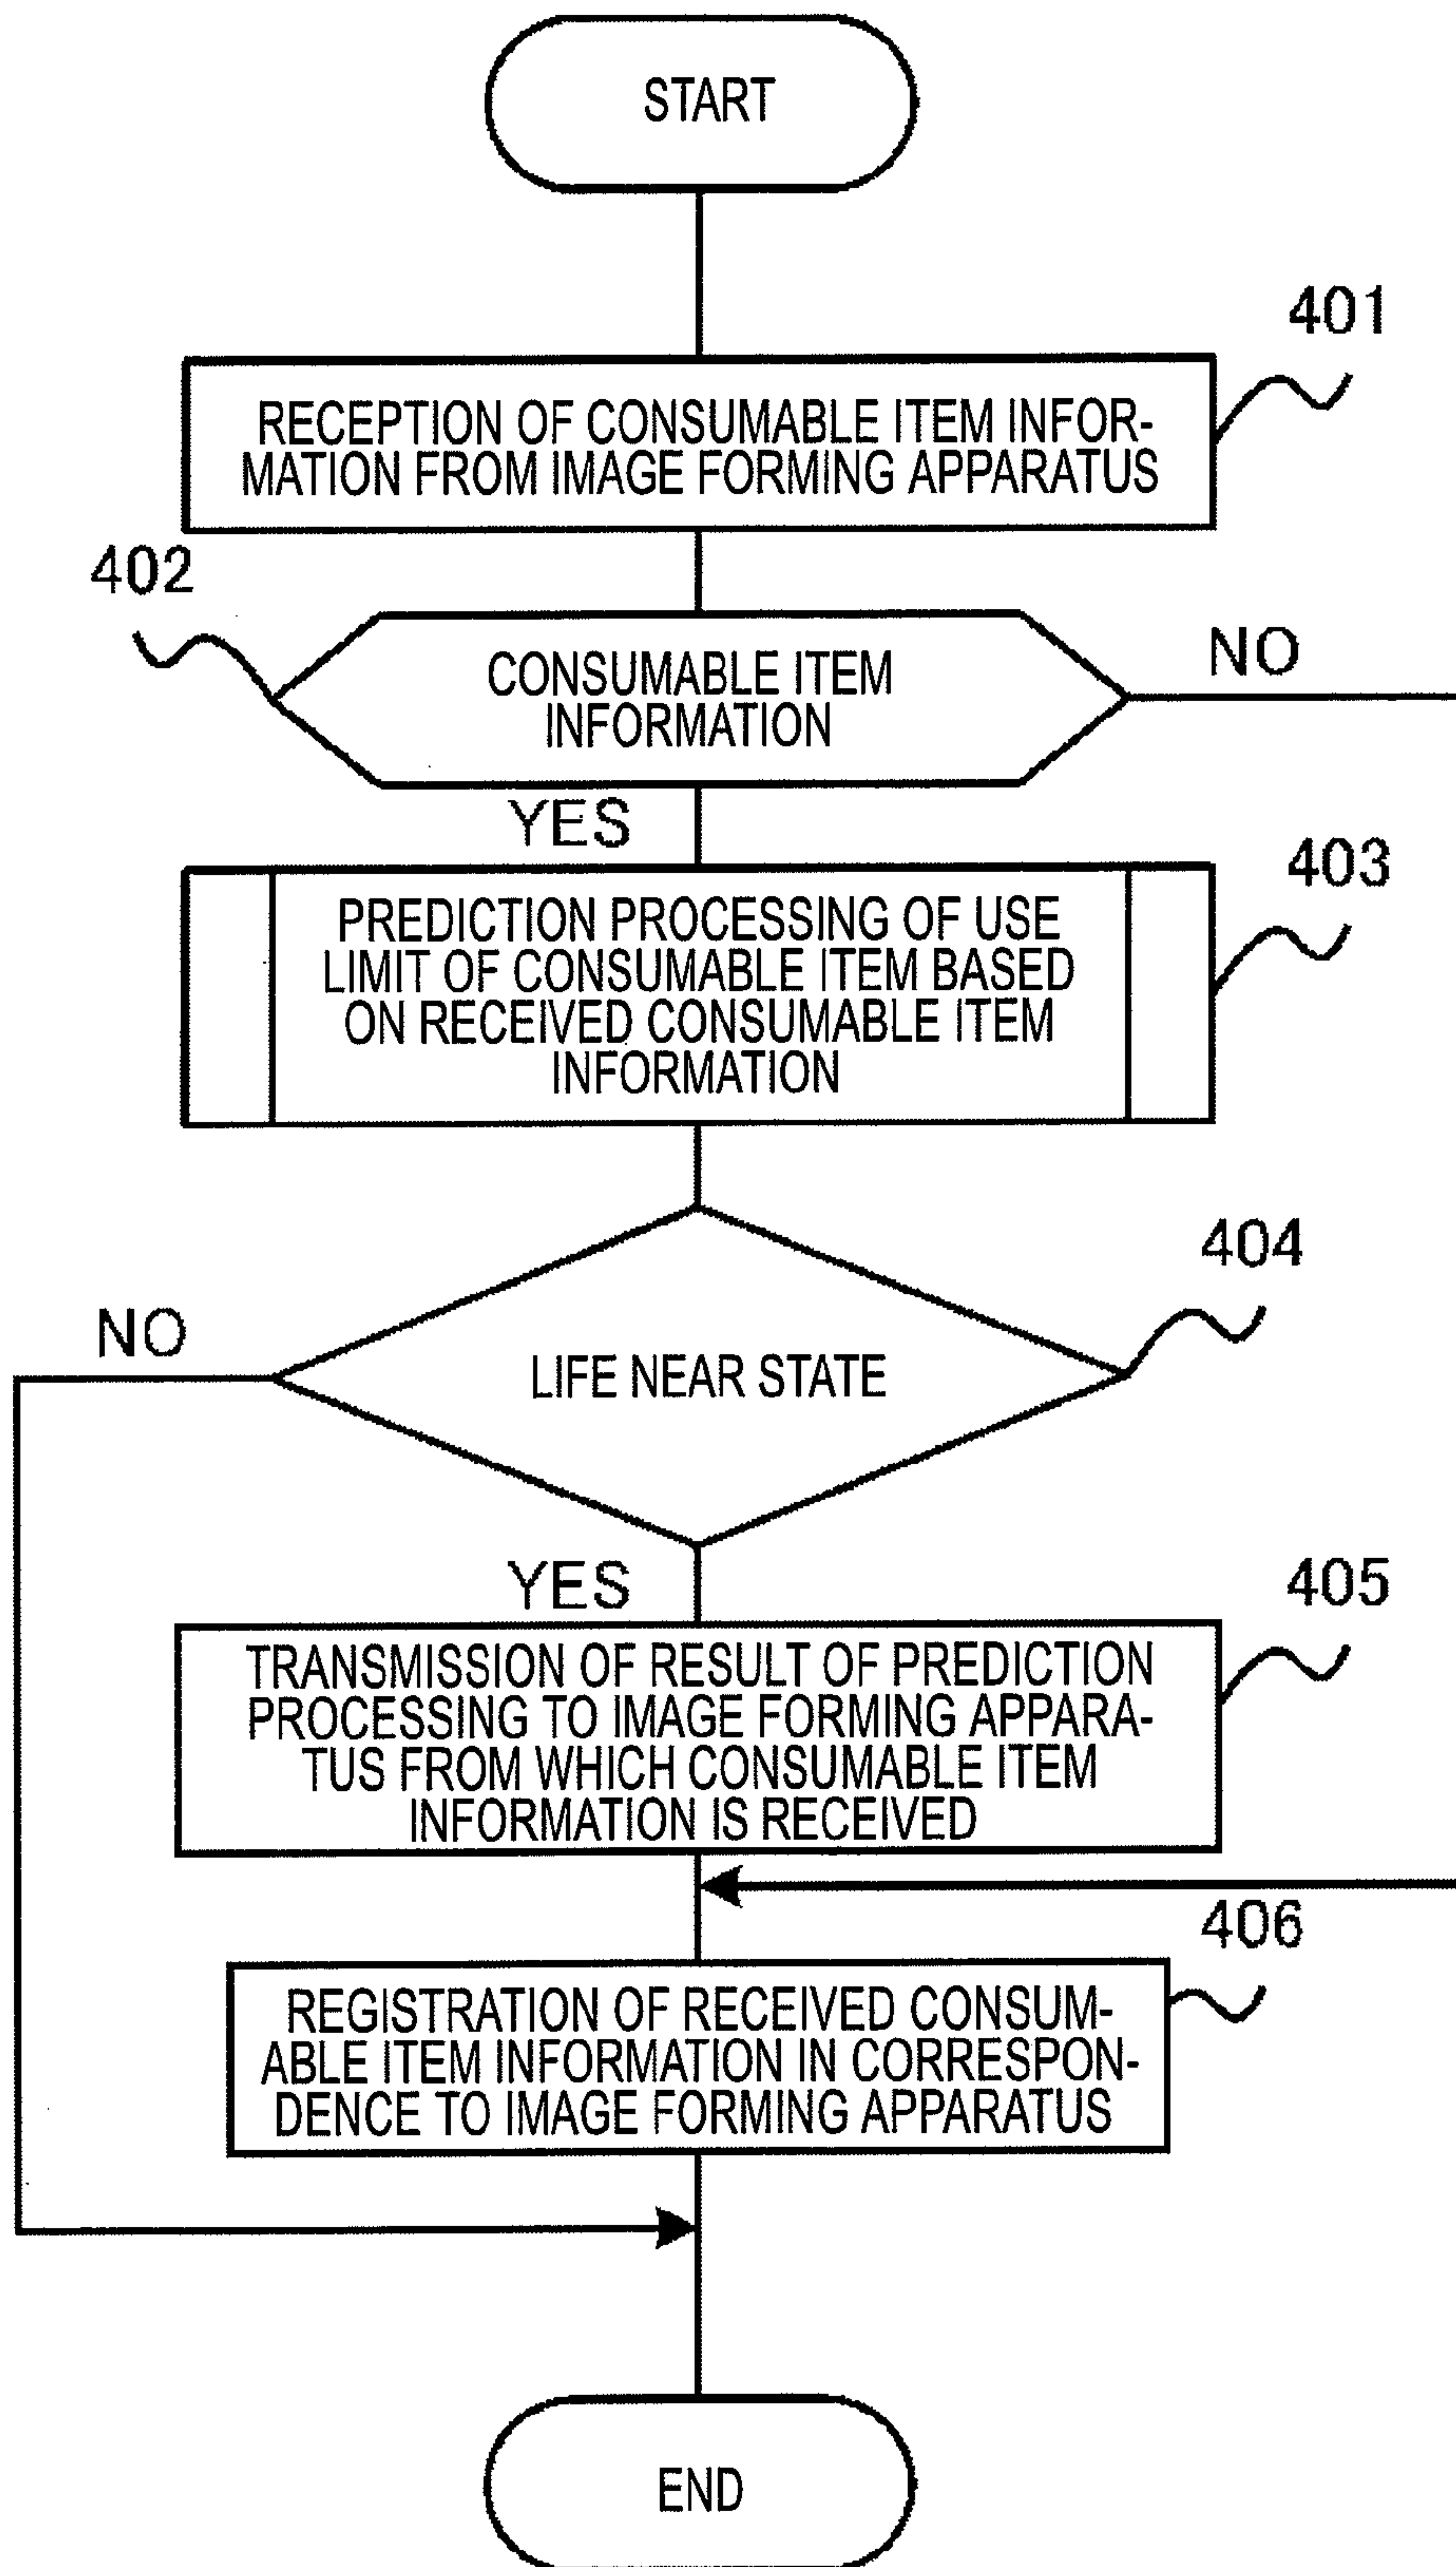 START
401
RECEPTION OF CONSUMABLE ITEM INFOR-
MATION FROM IMAGE FORMING APPARATUS
402
CONSUMABLE ITEM
INFORMATION
NO
YES
403
PREDICTION PROCESSING OF USE
LIMIT OF CONSUMABLE ITEM BASED
ON RECEIVED CONSUMABLE ITEM
INFORMATION
404
NO
LIFE NEAR STATE
YES
405
TRANSMISSION OF RESULT OF PREDICTION
PROCESSING TO IMAGE FORMING APPARA-
TUS FROM WHICH CONSUMABLE ITEM
INFORMATION IS RECEIVED
406
REGISTRATION OF RECEIVED CONSUM-
ABLE ITEM INFORMATION IN CORRESPON-
DENCE TO IMAGE FORMING APPARATUS
END